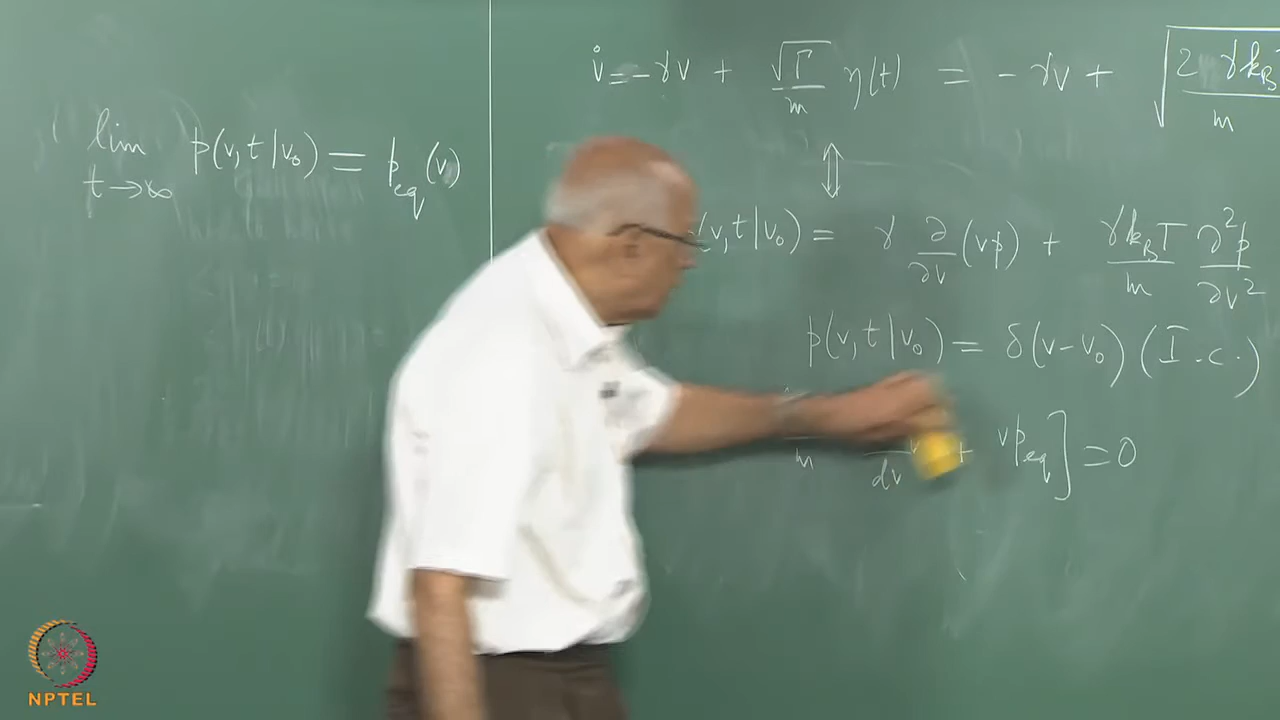 lim t→∞ p(v,t|v₀) = p_eq(v)
v̇ = -γv + √Γ/m η(t) = -γv + √2γk_B
m
⇕
(v,t|v₀) = γ ∂/∂v (vp) + γk_BT/m ∂²p/∂v²
p(v,t|v₀) = δ(v-v₀) (I.c.)
m dv + vp_eq] = 0
NPTEL